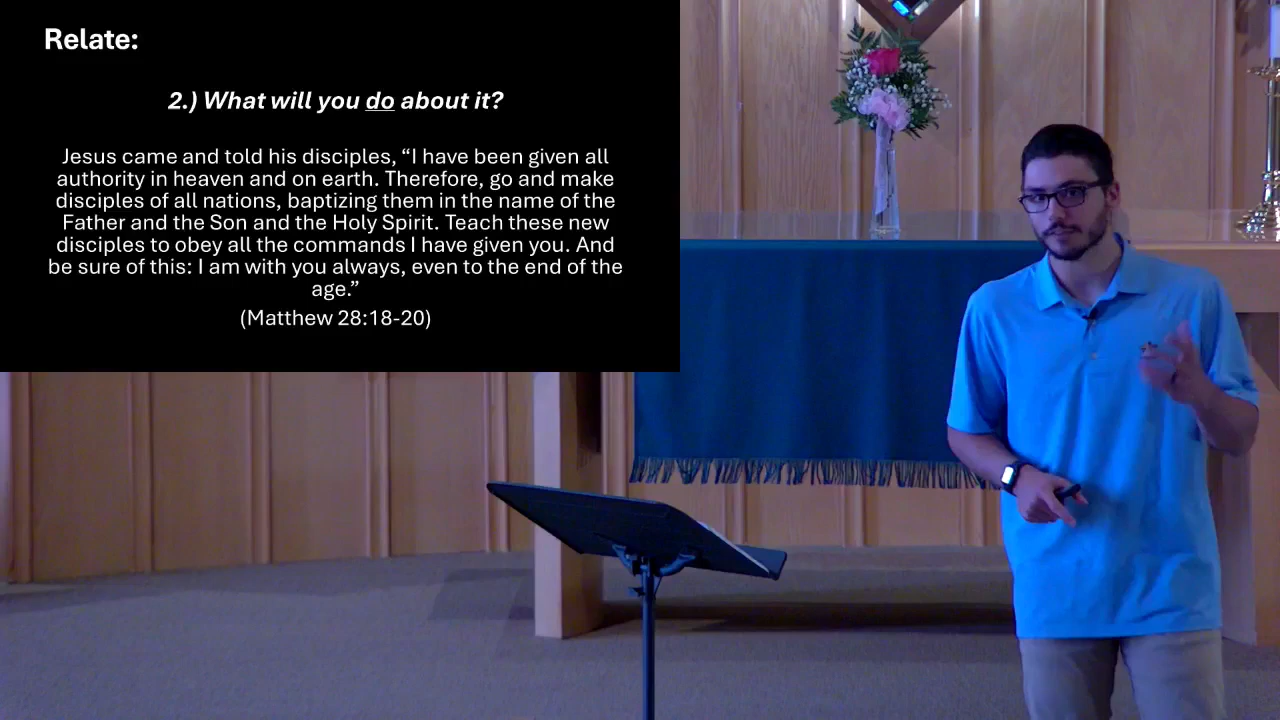 Relate:
2.) What will you do about it?
Jesus came and told his disciples, “I have been given all
authority in heaven and on earth. Therefore, go and make
disciples of all nations, baptizing them in the name of the
Father and the Son and the Holy Spirit. Teach these new
disciples to obey all the commands I have given you. And
be sure of this: I am with you always, even to the end of the
age.”
(Matthew 28:18-20)